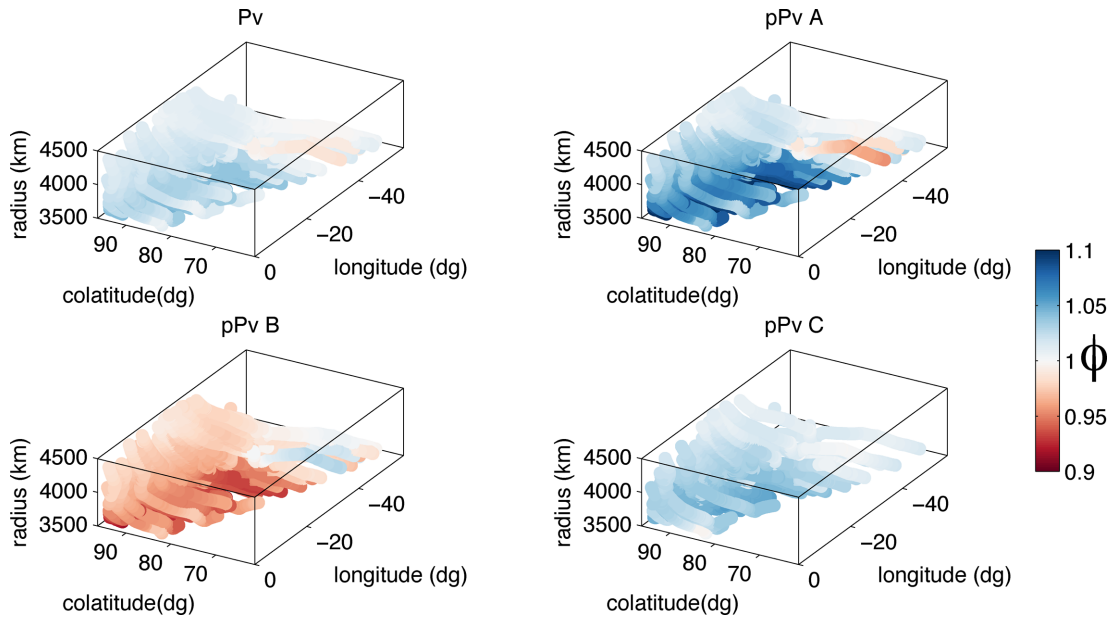 Pv
4500
4000
3500
radius (km)
90
80
70
colatitude(dg)
0
−20
−40
longitude (dg)
pPv A
4500
4000
3500
radius (km)
90
80
70
colatitude(dg)
0
−20
−40
longitude (dg)
pPv B
4500
4000
3500
radius (km)
90
80
70
colatitude(dg)
0
−20
−40
longitude (dg)
pPv C
4500
4000
3500
radius (km)
90
80
70
colatitude(dg)
0
−20
−40
longitude (dg)
1.1
1.05
1
0.95
0.9
ϕ